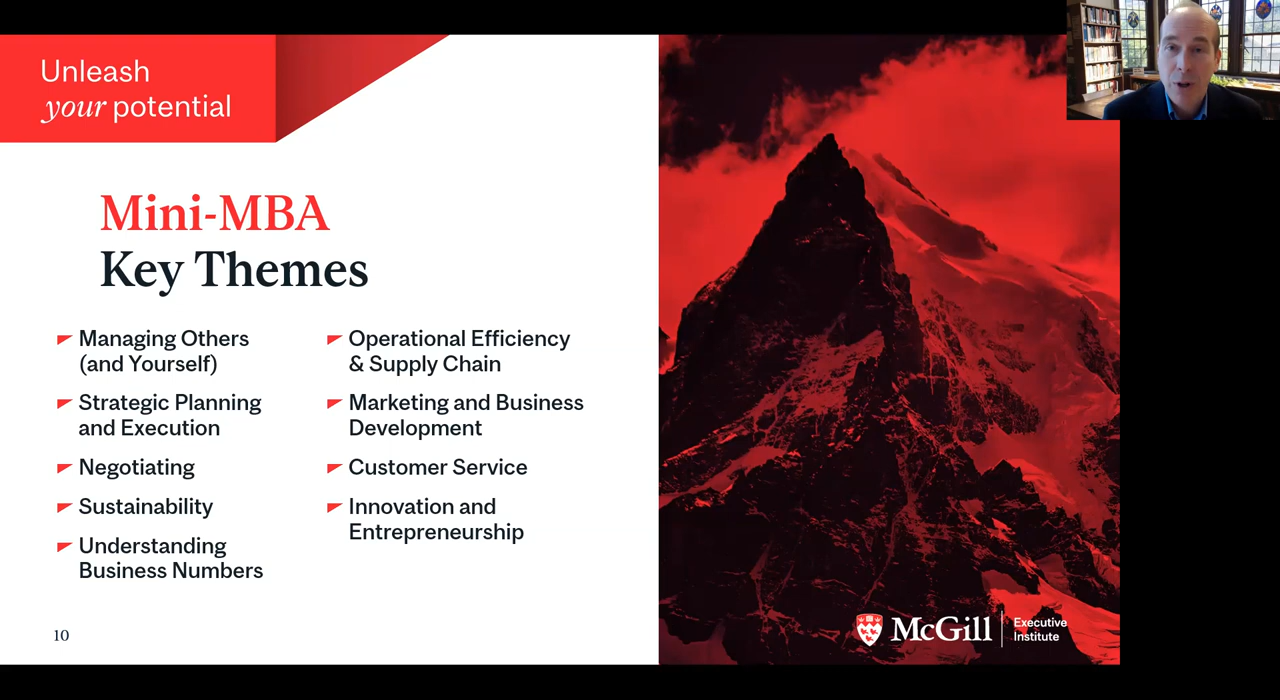 Unleash
your potential
Mini-MBA
Key Themes
Managing Others
(and Yourself)
Strategic Planning
and Execution
Negotiating
Sustainability
Understanding
Business Numbers
Operational Efficiency
& Supply Chain
Marketing and Business
Development
Customer Service
Innovation and
Entrepreneurship
10
McGill
Executive
Institute